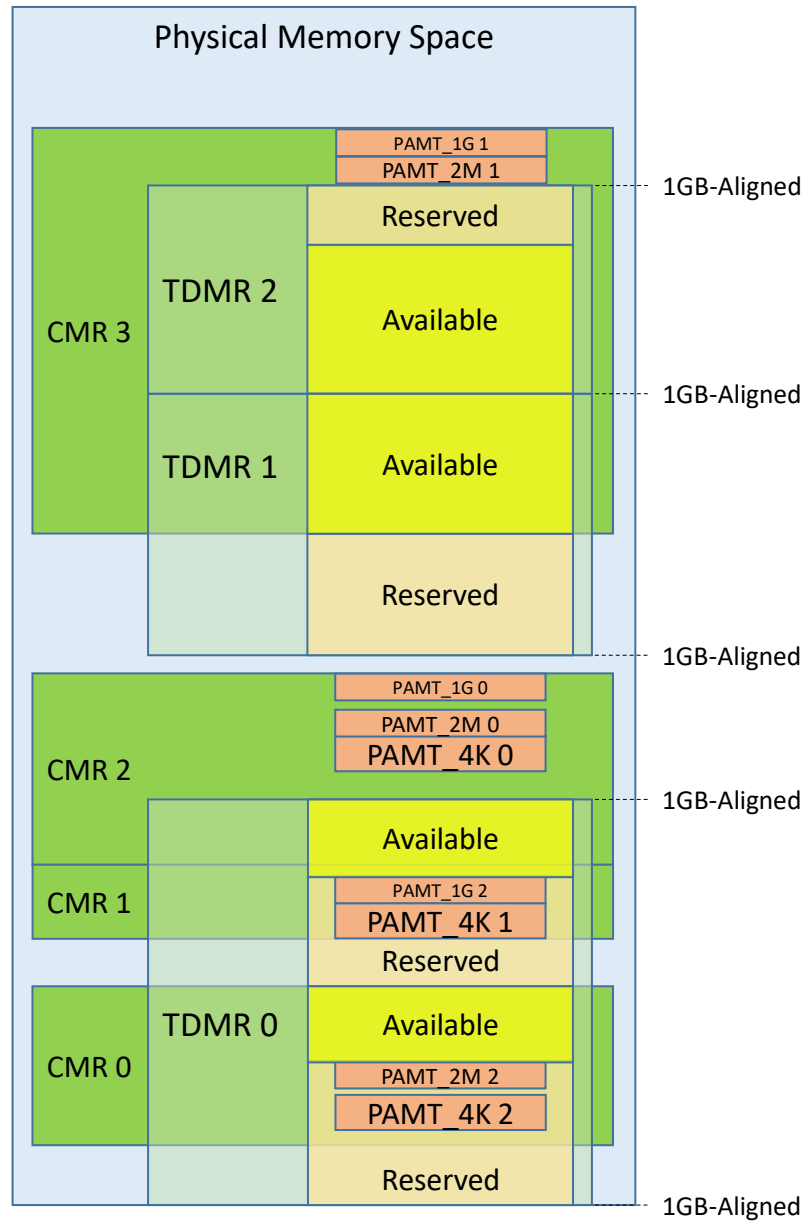 Physical Memory Space
PAMT_1G 1
PAMT_2M 1
1GB-Aligned
Reserved
TDMR 2
Available
CMR 3
1GB-Aligned
TDMR 1
Available
Reserved
1GB-Aligned
PAMT_1G 0
PAMT_2M 0
PAMT_4K 0
CMR 2
1GB-Aligned
Available
PAMT_1G 2
CMR 1
PAMT_4K 1
Reserved
TDMR 0
Available
CMR 0
PAMT_2M 2
PAMT_4K 2
Reserved
1GB-Aligned